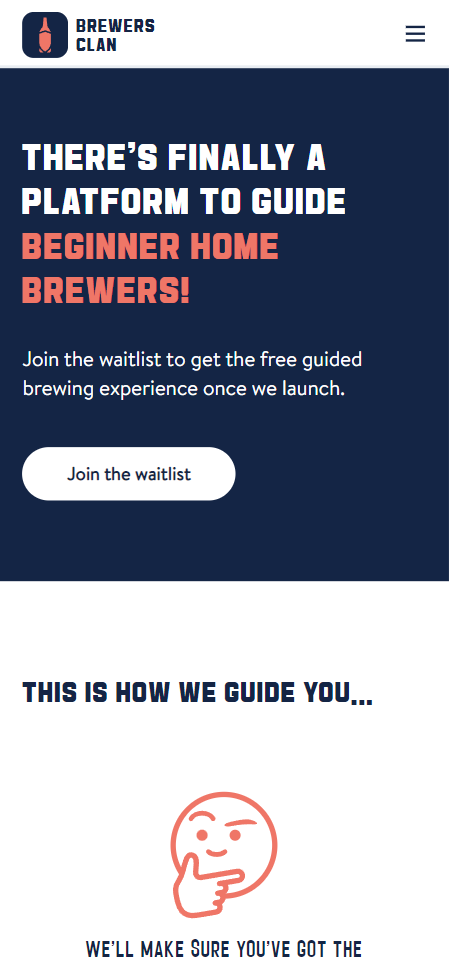 BREWERS
CLAN
THERE'S FINALLY A
PLATFORM TO GUIDE
BEGINNER HOME
BREWERS!
Join the waitlist to get the free guided
brewing experience once we launch.
Join the waitlist
THIS IS HOW WE GUIDE YOU...
WE'LL MAKE SURE YOU'VE GOT THE